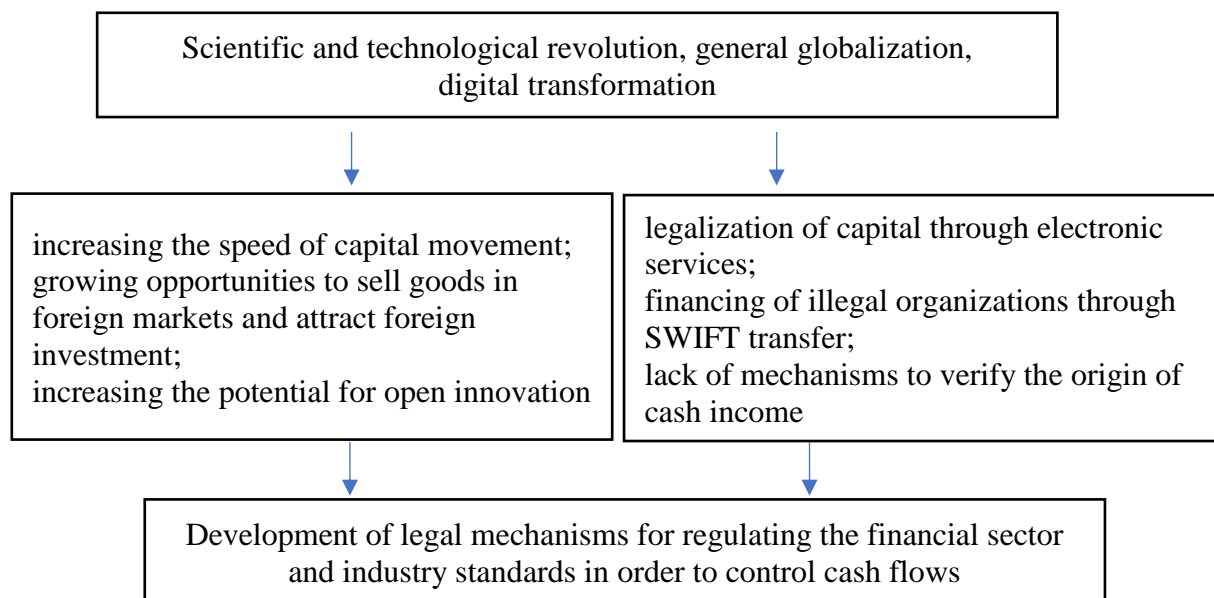 Scientific and technological revolution, general globalization,
digital transformation
increasing the speed of capital movement;
growing opportunities to sell goods in
foreign markets and attract foreign
investment;
increasing the potential for open innovation
legalization of capital through electronic
services;
financing of illegal organizations through
SWIFT transfer;
lack of mechanisms to verify the origin of
cash income
Development of legal mechanisms for regulating the financial sector
and industry standards in order to control cash flows